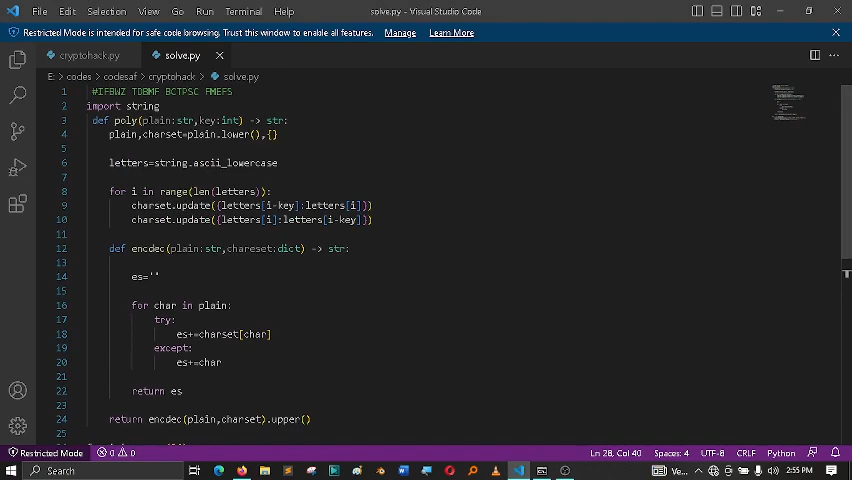 File Edit Selection View Go Run Terminal Help solve.py - Visual Studio Code
Restricted Mode is intended for safe code browsing. Trust this window to enable all features. Manage Learn More
cryptohack.py solve.py
E: > codes > codesaf > cryptohack > solve.py
1 #IFBWZ TDBMF BCTPSC FMEFS
2 import string
3 def poly(plain:str,key:int) -> str:
4 plain,charset=plain.lower(),{}
5
6 letters=string.ascii_lowercase
7
8 for i in range(len(letters)):
9 charset.update({letters[i-key]:letters[i]})
10 charset.update({letters[i]:letters[i-key]})
11
12 def encdec(plain:str,chareset:dict) -> str:
13
14 es=''
15
16 for char in plain:
17 try:
18 es+=charset[char]
19 except:
20 es+=char
21
22 return es
23
24 return encdec(plain,charset).upper()
25
Restricted Mode 0 0 Ln 28, Col 40 Spaces: 4 UTF-8 CRLF Python
Search Ve... 2:55 PM